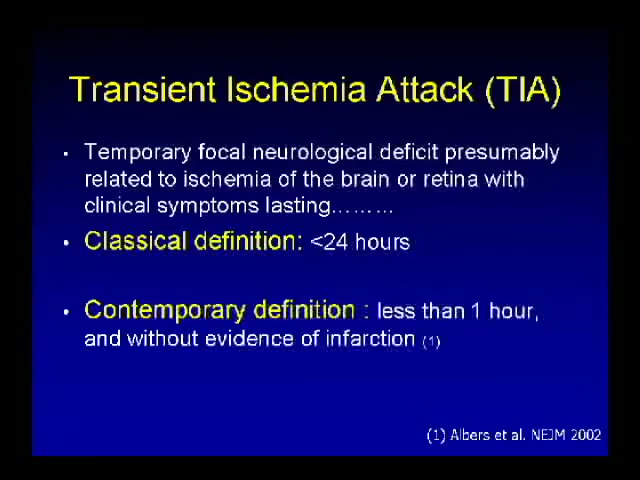 Transient Ischemia Attack (TIA)
• Temporary focal neurological deficit presumably
related to ischemia of the brain or retina with
clinical symptoms lasting………
• Classical definition: <24 hours
• Contemporary definition : less than 1 hour,
and without evidence of infarction (1)
(1) Albers et al. NEJM 2002